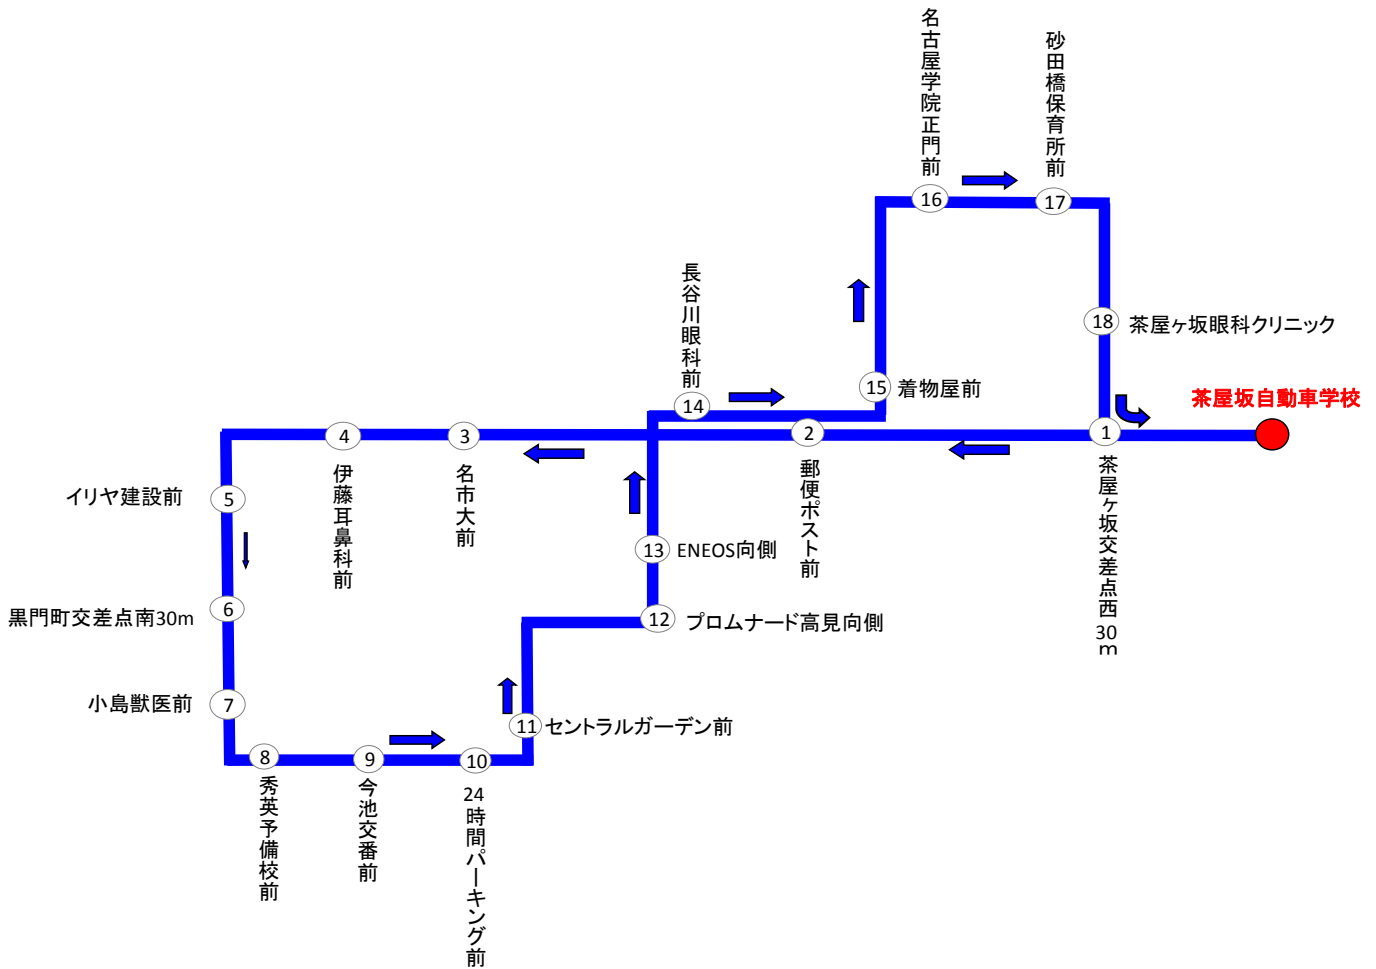 名古屋学院正門前
砂田橋保育所前
16
17
長谷川眼科前
18
茶屋ヶ坂眼科クリニック
15
着物屋前
茶屋坂自動車学校
14
4
3
2
1
伊藤耳鼻科前
名市大前
郵便ポスト前
茶屋ヶ坂交差点西30m
イリヤ建設前
5
13
ENEOS向側
黒門町交差点南30m
6
12
プロムナード高見向側
小島獣医前
7
11
セントラルガーデン前
8
9
10
秀英予備校前
今池交番前
24時間パーキング前